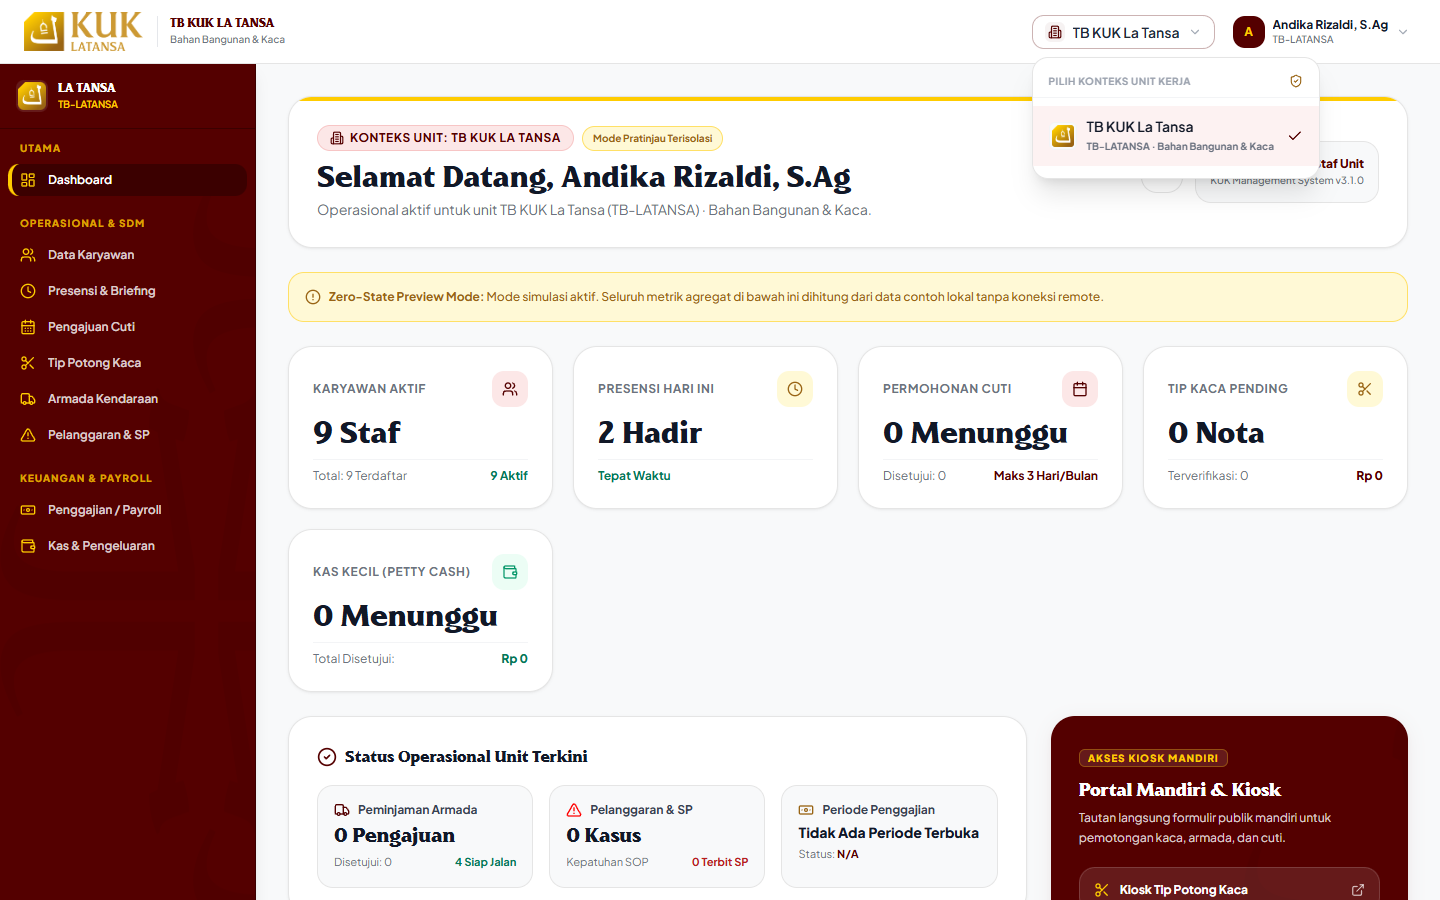 KUK
LATANSA
TB KUK LA TANSA
Bahan Bangunan & Kaca
TB KUK La Tansa
A
Andika Rizaldi, S.Ag
TB-LATANSA
LA TANSA
TB-LATANSA
UTAMA
Dashboard
OPERASIONAL & SDM
Data Karyawan
Presensi & Briefing
Pengajuan Cuti
Tip Potong Kaca
Armada Kendaraan
Pelanggaran & SP
KEUANGAN & PAYROLL
Penggajian / Payroll
Kas & Pengeluaran
PILIH KONTEKS UNIT KERJA
TB KUK La Tansa
TB-LATANSA · Bahan Bangunan & Kaca
KONTEKS UNIT: TB KUK LA TANSA
Mode Pratinjau Terisolasi
Selamat Datang, Andika Rizaldi, S.Ag
Operasional aktif untuk unit TB KUK La Tansa (TB-LATANSA) · Bahan Bangunan & Kaca.
Staf Unit
KUK Management System v3.1.0
Zero-State Preview Mode: Mode simulasi aktif. Seluruh metrik agregat di bawah ini dihitung dari data contoh lokal tanpa koneksi remote.
KARYAWAN AKTIF
9 Staf
Total: 9 Terdaftar
9 Aktif
PRESENSI HARI INI
2 Hadir
Tepat Waktu
PERMOHONAN CUTI
0 Menunggu
Disetujui: 0
Maks 3 Hari/Bulan
TIP KACA PENDING
0 Nota
Terverifikasi: 0
Rp 0
KAS KECIL (PETTY CASH)
0 Menunggu
Total Disetujui:
Rp 0
Status Operasional Unit Terkini
Peminjaman Armada
0 Pengajuan
Disetujui: 0
4 Siap Jalan
Pelanggaran & SP
0 Kasus
Kepatuhan SOP
0 Terbit SP
Periode Penggajian
Tidak Ada Periode Terbuka
Status: N/A
AKSES KIOSK MANDIRI
Portal Mandiri & Kiosk
Tautan langsung formulir publik mandiri untuk
pemotongan kaca, armada, dan cuti.
Kiosk Tip Potong Kaca